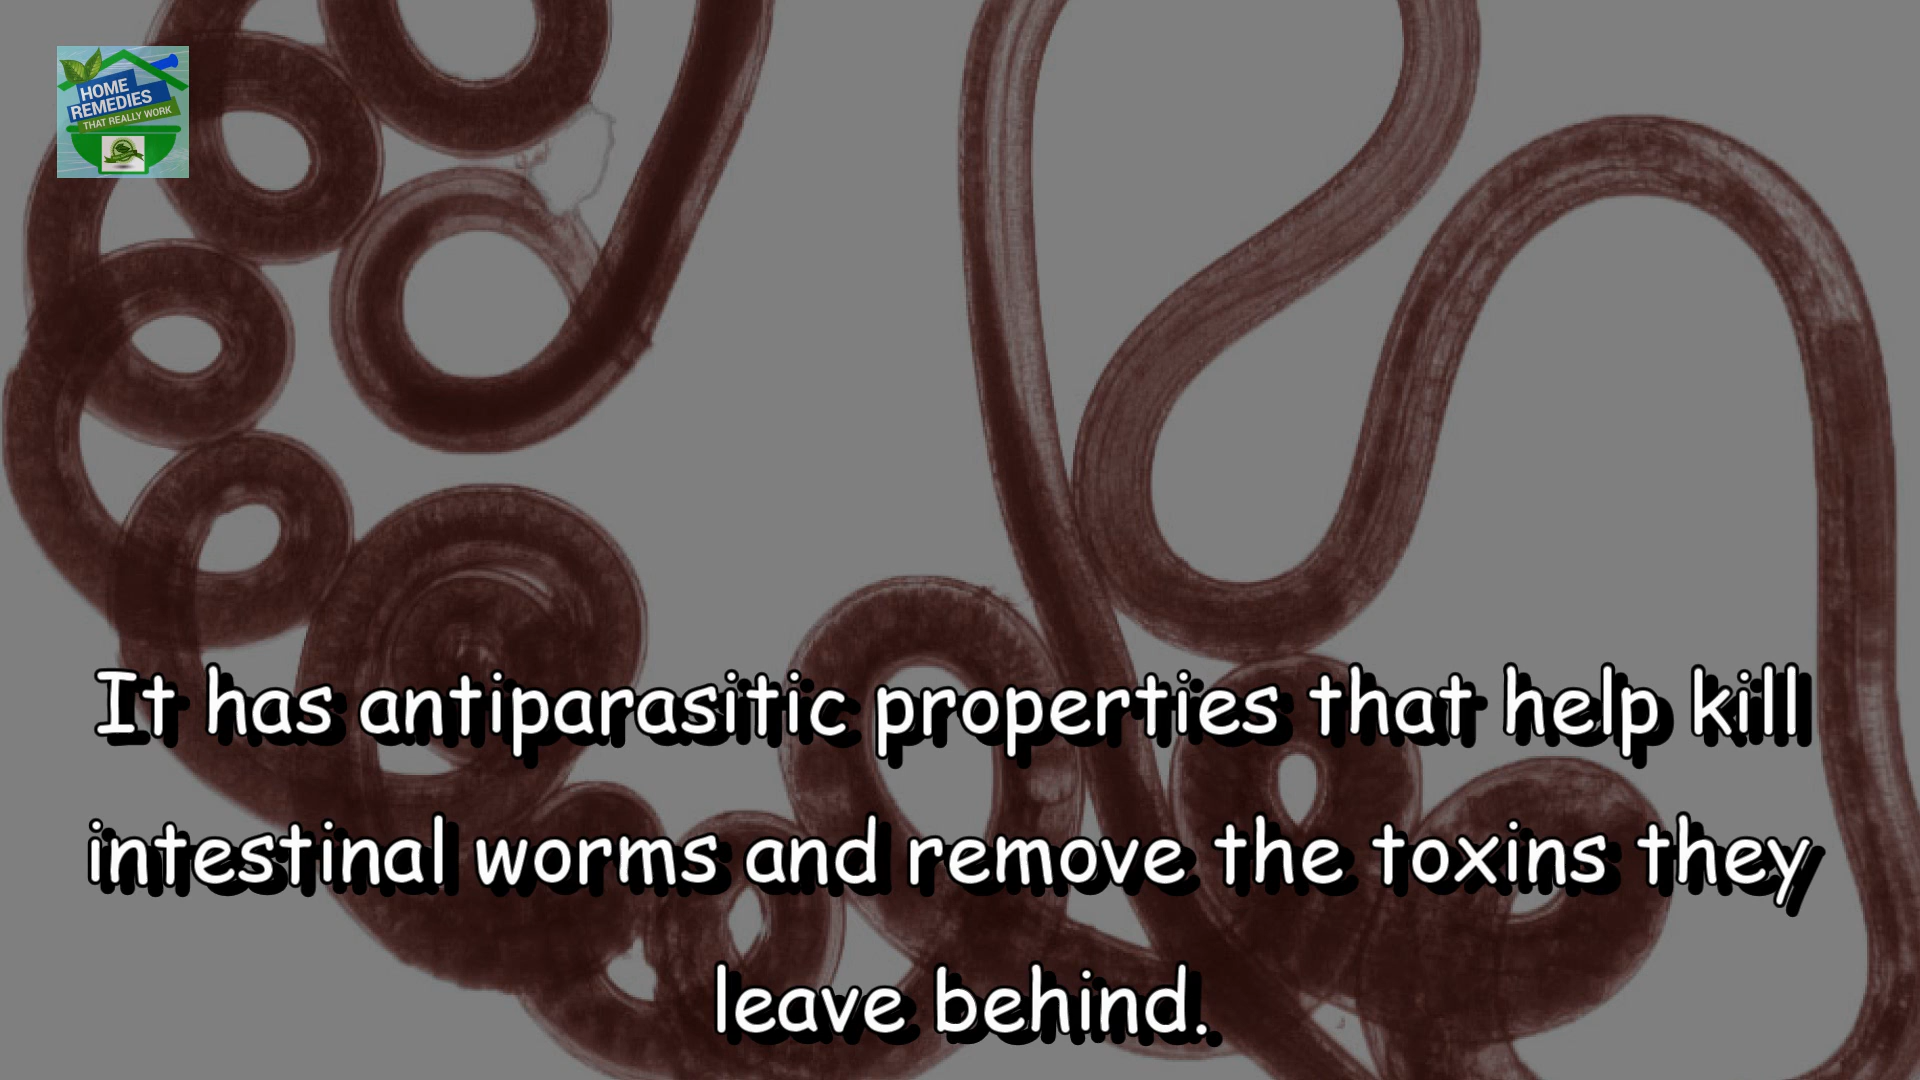 HOME
REMEDIES
THAT REALLY WORK
It has antiparasitic properties that help kill
intestinal worms and remove the toxins they
leave behind.